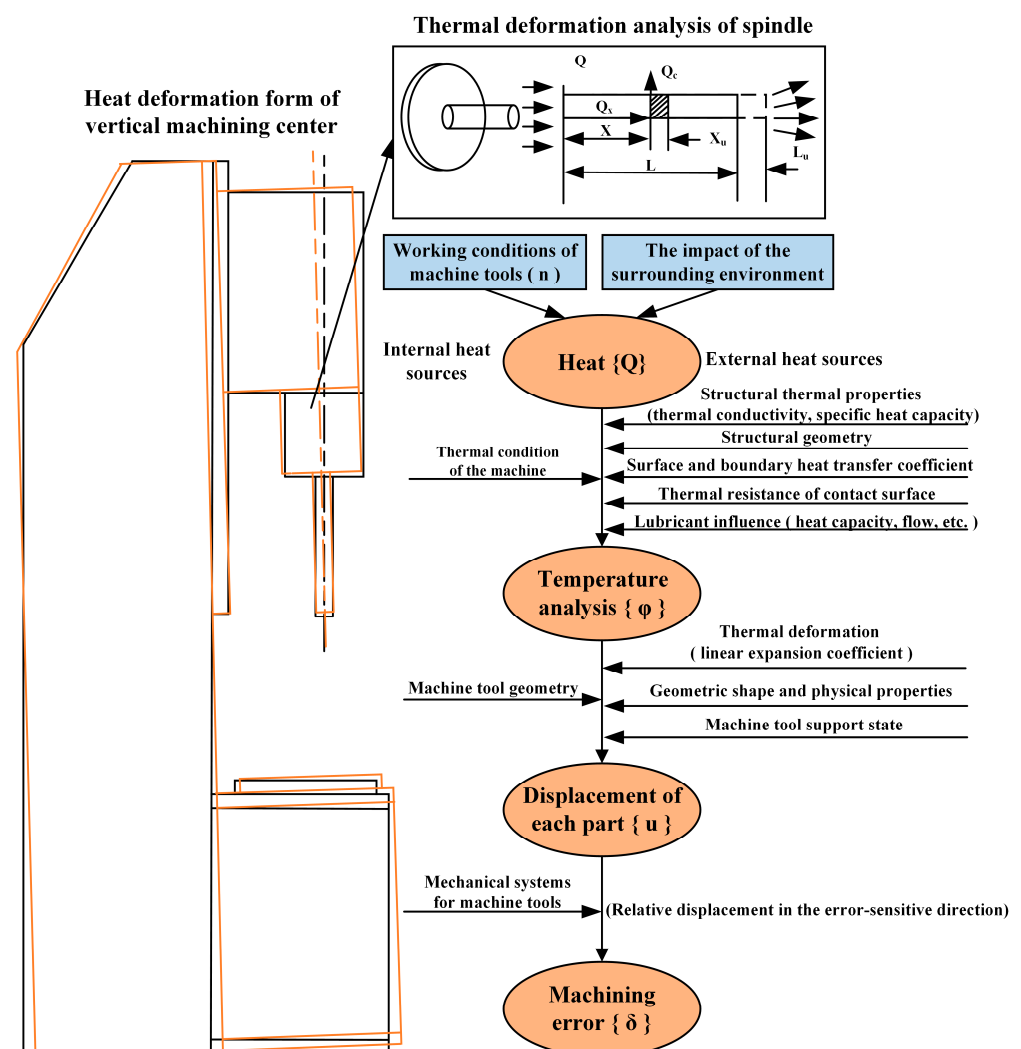 Thermal deformation analysis of spindle
Q
Q_c
Q_x
X
X_u
L
L_u
Heat deformation form of
vertical machining center
Working conditions of
machine tools ( n )
The impact of the
surrounding environment
Internal heat
sources
Heat {Q}
External heat sources
Structural thermal properties
(thermal conductivity, specific heat capacity)
Structural geometry
Thermal condition
of the machine
Surface and boundary heat transfer coefficient
Thermal resistance of contact surface
Lubricant influence ( heat capacity, flow, etc. )
Temperature
analysis { φ }
Thermal deformation
( linear expansion coefficient )
Machine tool geometry
Geometric shape and physical properties
Machine tool support state
Displacement of
each part { u }
Mechanical systems
for machine tools
(Relative displacement in the error-sensitive direction)
Machining
error { δ }